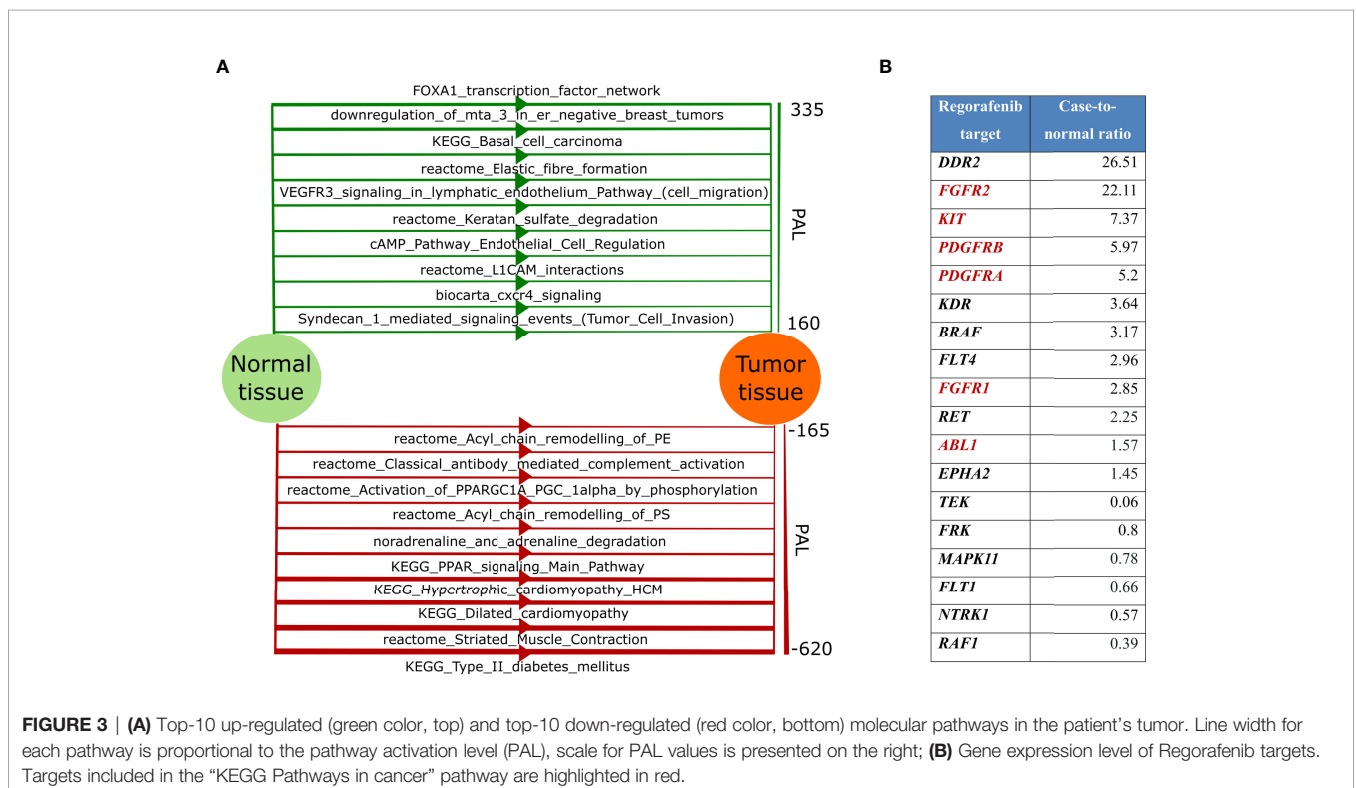 A
FOXA1_transcription_factor_network
335
downregulation_of_mta_3_in_er_negative_breast_tumors
KEGG_Basal_cell_carcinoma
reactome_Elastic_fibre_formation
VEGFR3_signaling_in_lymphatic_endothelium_Pathway_(cell_migration)
reactome_Keratan_sulfate_degradation
PAL
cAMP_Pathway_Endothelial_Cell_Regulation
reactome_L1CAM_interactions
biocarta_cxcr4_signaling
Syndecan_1_mediated_signaling_events_(Tumor_Cell_Invasion)
160
Normal
tissue
Tumor
tissue
-165
reactome_Acyl_chain_remodelling_of_PE
reactome_Classical_antibody_mediated_complement_activation
reactome_Activation_of_PPARGC1A_PGC_1alpha_by_phosphorylation
reactome_Acyl_chain_remodelling_of_PS
PAL
noradrenaline_and_adrenaline_degradation
KEGG_PPAR_signaling_Main_Pathway
KEGG_Hypertrophic_cardiomyopathy_HCM
KEGG_Dilated_cardiomyopathy
reactome_Striated_Muscle_Contraction
-620
KEGG_Type_II_diabetes_mellitus
B
Regorafenib target Case-to-normal ratio
DDR2 26.51
FGFR2 22.11
KIT 7.37
PDGFRB 5.97
PDGFRA 5.2
KDR 3.64
BRAF 3.17
FLT4 2.96
FGFR1 2.85
RET 2.25
ABL1 1.57
EPHA2 1.45
TEK 0.06
FRK 0.8
MAPK11 0.78
FLT1 0.66
NTRK1 0.57
RAF1 0.39
FIGURE 3 | (A) Top-10 up-regulated (green color, top) and top-10 down-regulated (red color, bottom) molecular pathways in the patient's tumor. Line width for
each pathway is proportional to the pathway activation level (PAL), scale for PAL values is presented on the right; (B) Gene expression level of Regorafenib targets.
Targets included in the "KEGG Pathways in cancer" pathway are highlighted in red.